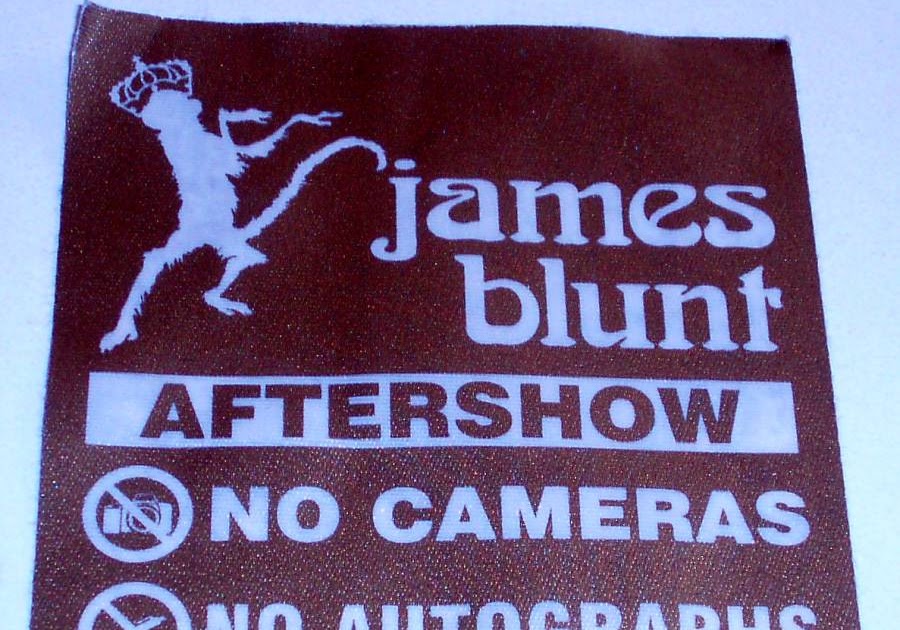 james
blunt
AFTERSHOW
NO CAMERAS
NO AUTOGRAPHS